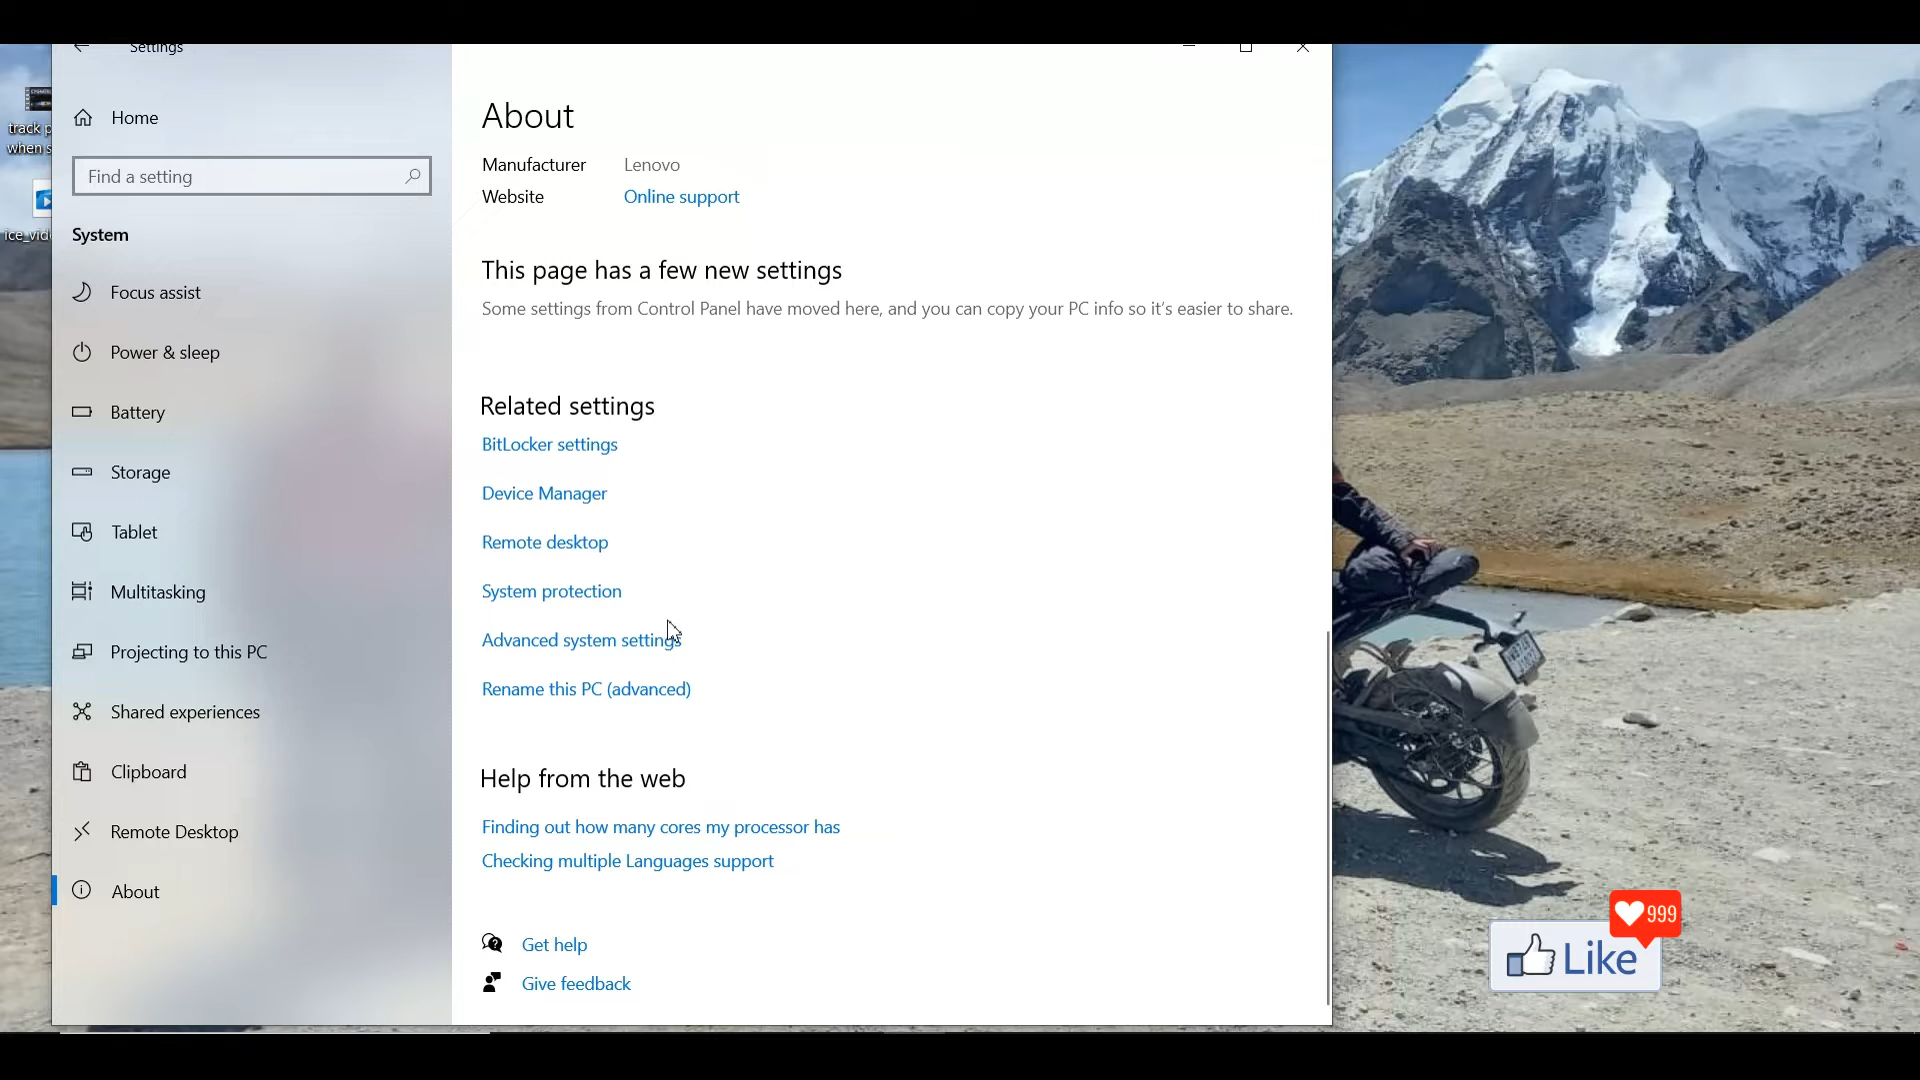 Settings
Home
Find a setting
System
Focus assist
Power & sleep
Battery
Storage
Tablet
Multitasking
Projecting to this PC
Shared experiences
Clipboard
Remote Desktop
About
About
Manufacturer Lenovo
Website Online support
This page has a few new settings
Some settings from Control Panel have moved here, and you can copy your PC info so it's easier to share.
Related settings
BitLocker settings
Device Manager
Remote desktop
System protection
Advanced system settings
Rename this PC (advanced)
Help from the web
Finding out how many cores my processor has
Checking multiple Languages support
Get help
Give feedback
track p
when s
ice_vid
999
Like